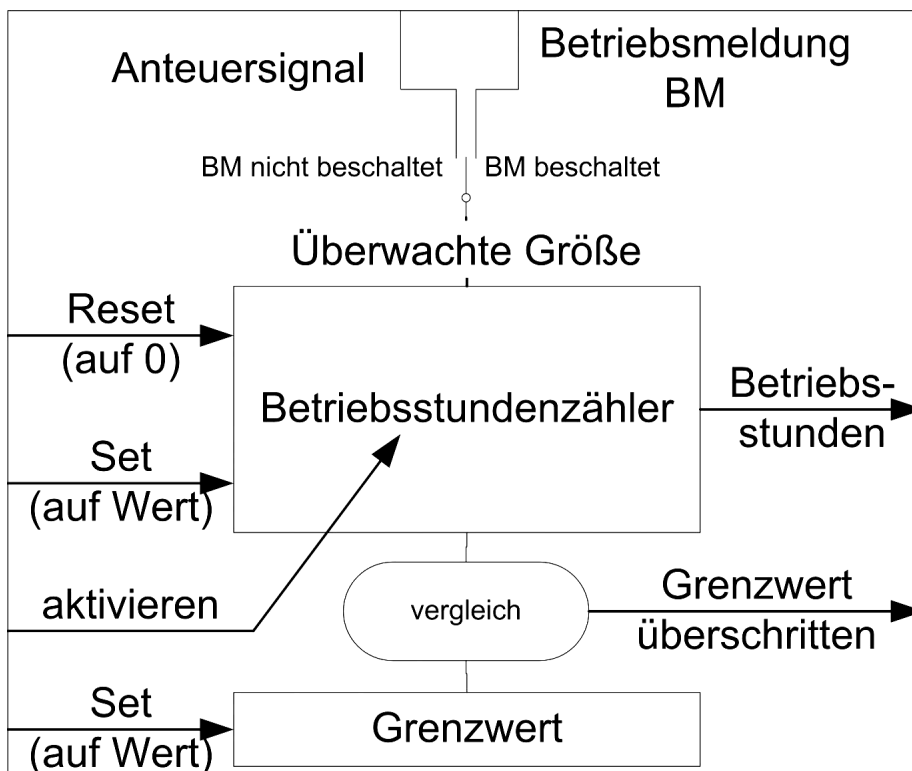 Anteuersignal
Betriebsmeldung
BM
BM nicht beschaltet
BM beschaltet
Überwachte Größe
Reset
(auf 0)
Betriebsstundenzähler
Betriebs-
stunden
Set
(auf Wert)
aktivieren
vergleich
Grenzwert
überschritten
Set
(auf Wert)
Grenzwert